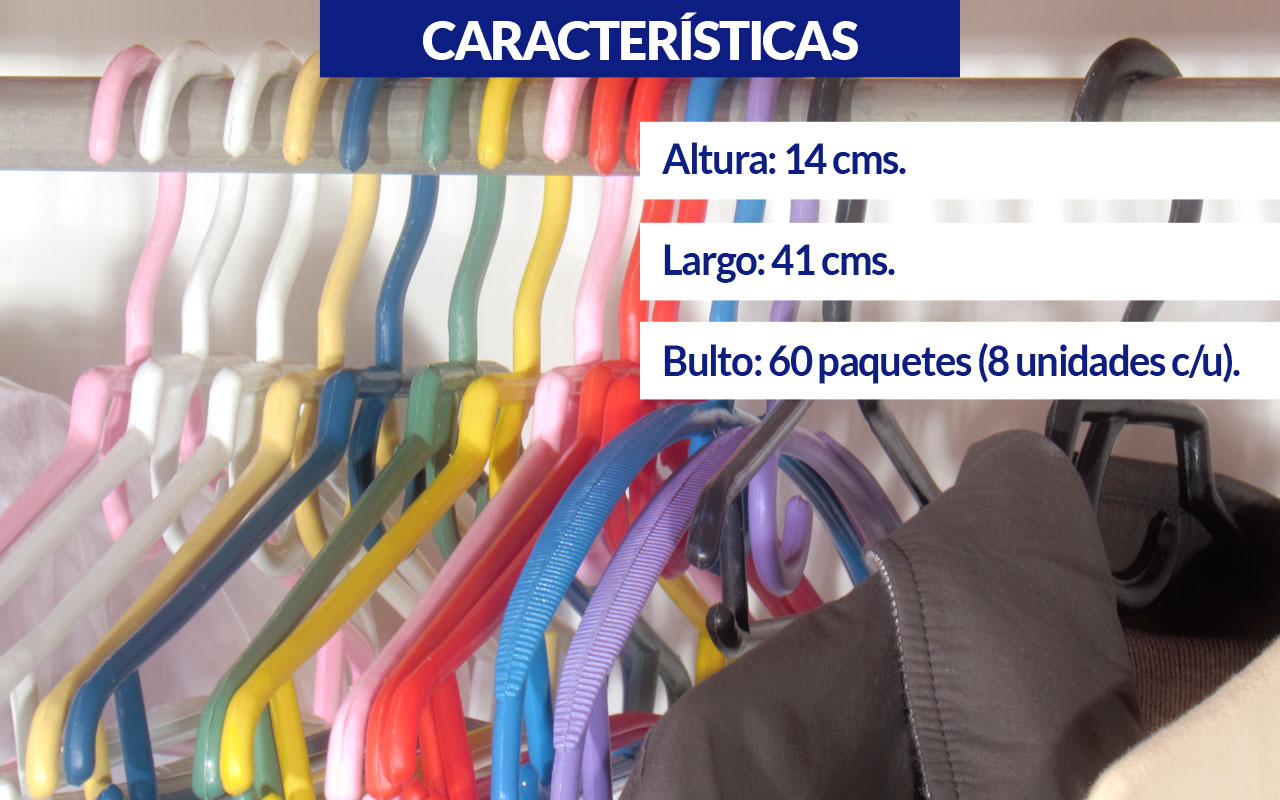 CARACTERÍSTICAS
Altura: 14 cms.
Largo: 41 cms.
Bulto: 60 paquetes (8 unidades c/u).